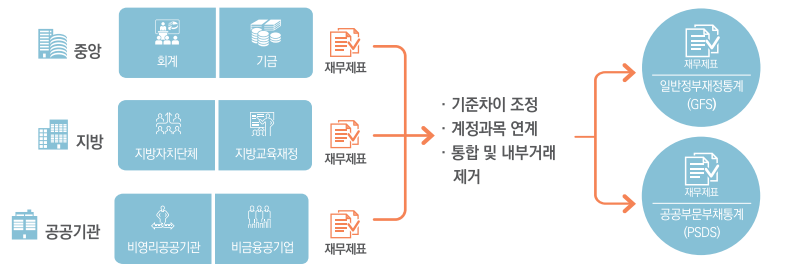 중앙
회계
기금
재무제표
지방
지방자치단체
지방교육재정
재무제표
공공기관
비영리공공기관
비금융공기업
재무제표
· 기준차이 조정
· 계정과목 연계
· 통합 및 내부거래
제거
재무제표
일반정부재정통계
(GFS)
재무제표
공공부문부채통계
(PSDS)